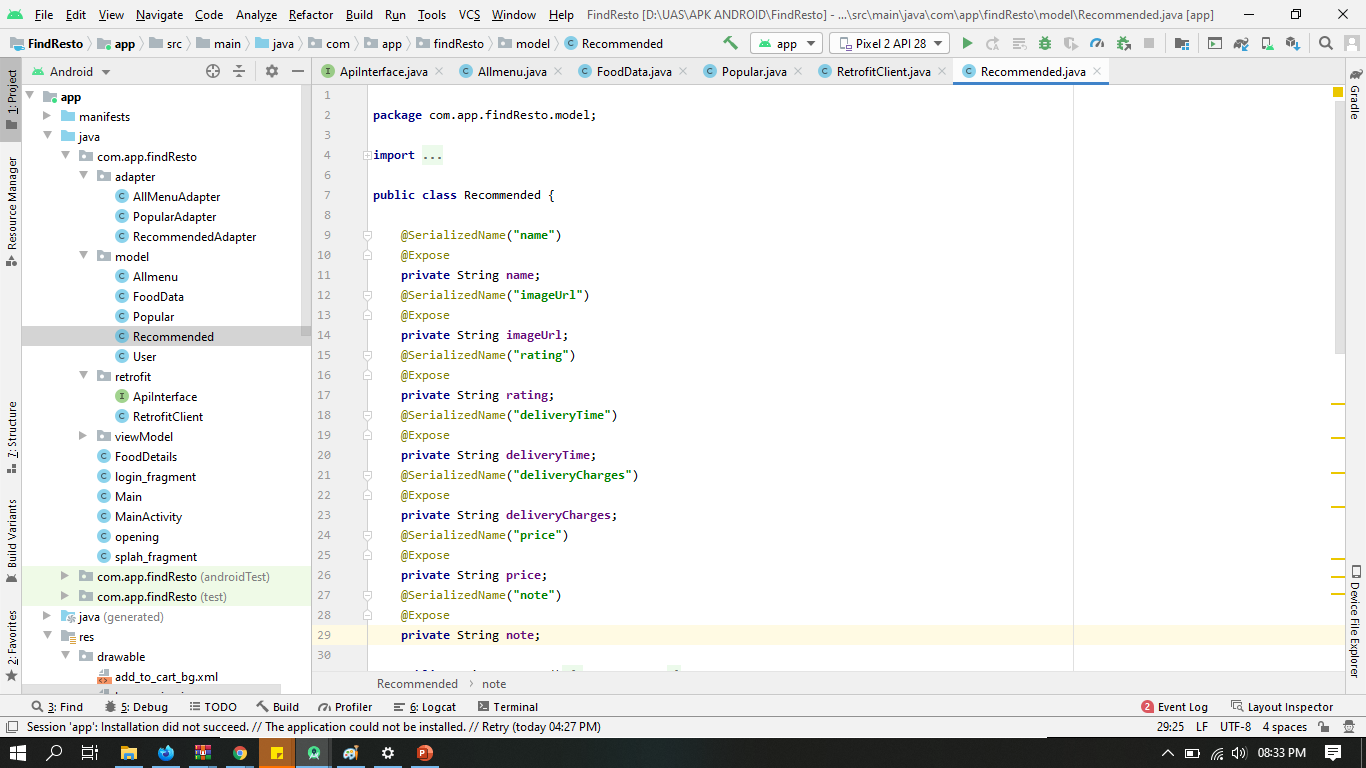 File Edit View Navigate Code Analyze Refactor Build Run Tools VCS Window Help FindResto [D:\UAS\APK ANDROID\FindResto] - ...\src\main\java\com\app\findResto\model\Recommended.java [app]
FindResto app src main java com app findResto model Recommended app Pixel 2 API 28
Android ApiInterface.java Allmenu.java FoodData.java Popular.java RetrofitClient.java Recommended.java
1: Project
Resource Manager
Z: Structure
Build Variants
2: Favorites
app
manifests
java
com.app.findResto
adapter
AllMenuAdapter
PopularAdapter
RecommendedAdapter
model
Allmenu
FoodData
Popular
Recommended
User
retrofit
ApiInterface
RetrofitClient
viewModel
FoodDetails
login_fragment
Main
MainActivity
opening
splah_fragment
com.app.findResto (androidTest)
com.app.findResto (test)
java (generated)
res
drawable
add_to_cart_bg.xml
1
2 package com.app.findResto.model;
3
4 import ...
6
7 public class Recommended {
8
9 @SerializedName("name")
10 @Expose
11 private String name;
12 @SerializedName("imageUrl")
13 @Expose
14 private String imageUrl;
15 @SerializedName("rating")
16 @Expose
17 private String rating;
18 @SerializedName("deliveryTime")
19 @Expose
20 private String deliveryTime;
21 @SerializedName("deliveryCharges")
22 @Expose
23 private String deliveryCharges;
24 @SerializedName("price")
25 @Expose
26 private String price;
27 @SerializedName("note")
28 @Expose
29 private String note;
30
Recommended note
Gradle
Device File Explorer
3: Find 5: Debug TODO Build Profiler 6: Logcat Terminal 2 Event Log Layout Inspector
Session 'app': Installation did not succeed. // The application could not be installed. // Retry (today 04:27 PM) 29:25 LF UTF-8 4 spaces
08:33 PM